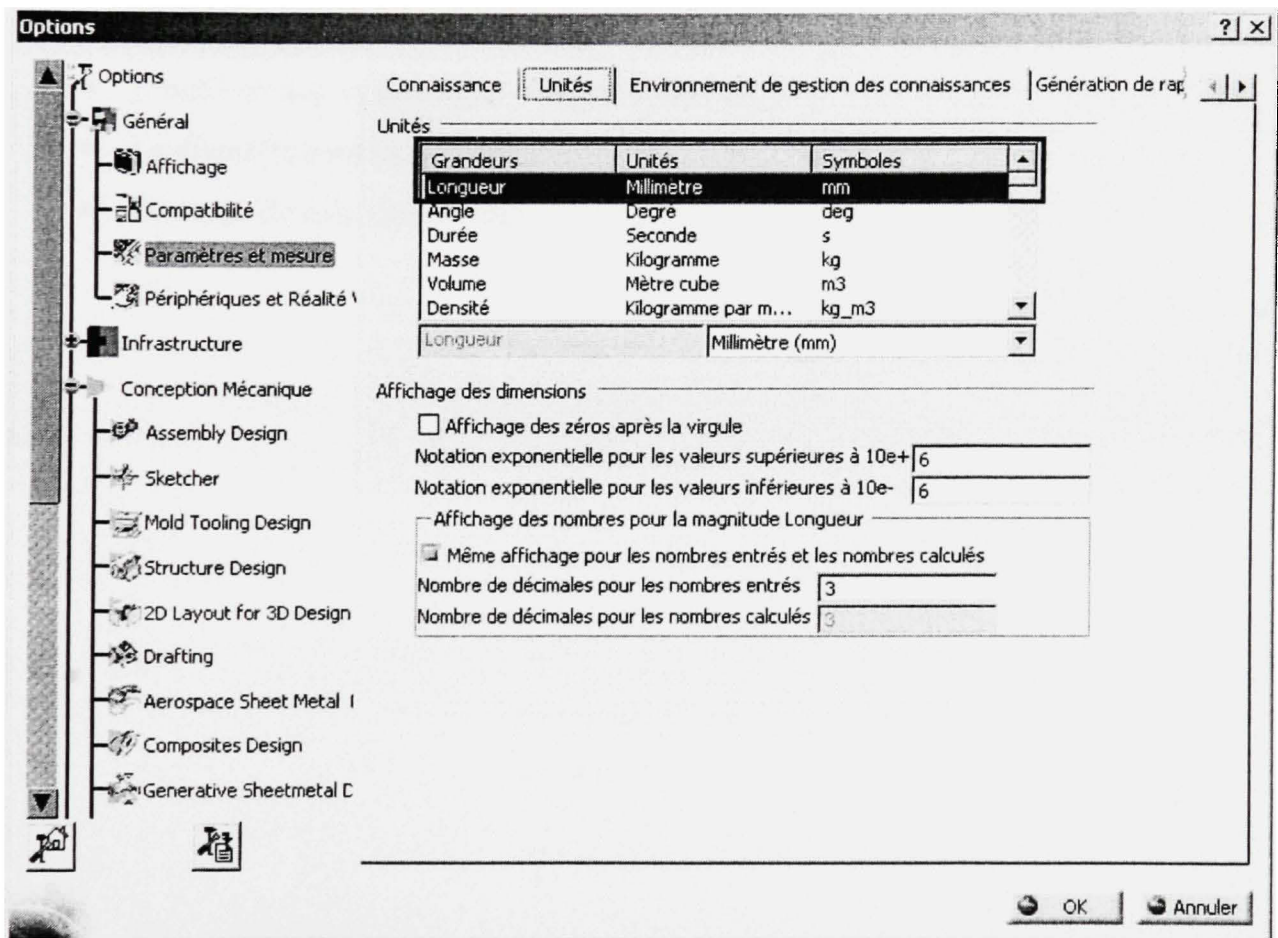 Options
? ×
Options
Général
Affichage
Compatibilité
Paramètres et mesure
Périphériques et Réalité
Infrastructure
Conception Mécanique
Assembly Design
Sketcher
Mold Tooling Design
Structure Design
2D Layout for 3D Design
Drafting
Aerospace Sheet Metal
Composites Design
Generative Sheetmetal D
Connaissance Unités Environnement de gestion des connaissances Génération de rap
Unités
Grandeurs Unités Symboles
Longueur Millimètre mm
Angle Degré deg
Durée Seconde s
Masse Kilogramme kg
Volume Mètre cube m3
Densité Kilogramme par m... kg_m3
Longueur Millimètre (mm)
Affichage des dimensions
Affichage des zéros après la virgule
Notation exponentielle pour les valeurs supérieures à 10e+ 6
Notation exponentielle pour les valeurs inférieures à 10e- 6
Affichage des nombres pour la magnitude Longueur
Même affichage pour les nombres entrés et les nombres calculés
Nombre de décimales pour les nombres entrés 3
Nombre de décimales pour les nombres calculés 3
OK Annuler